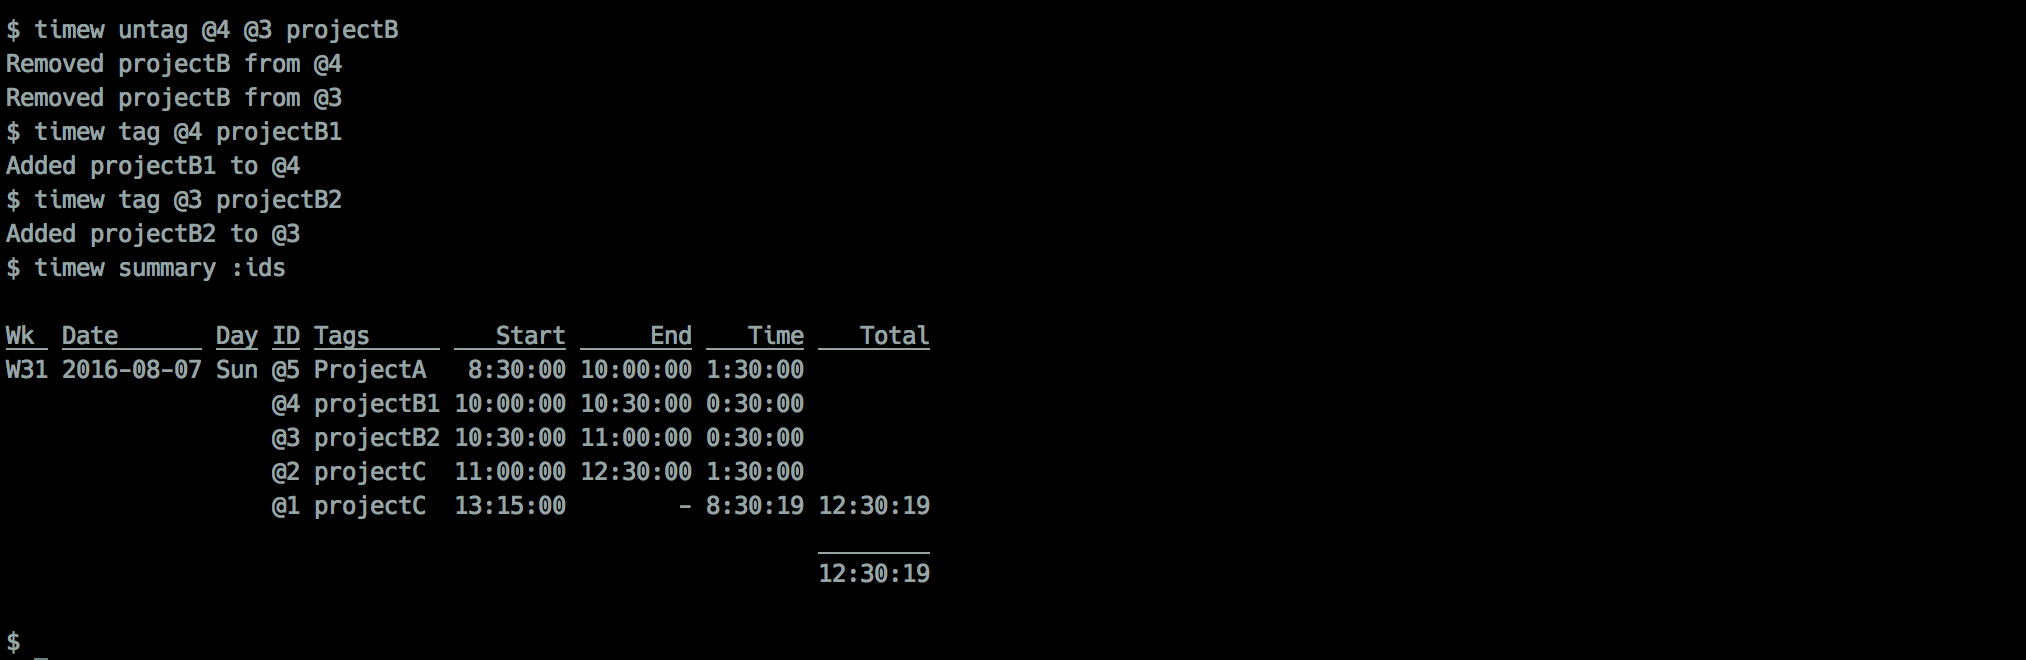 $ timew untag @4 @3 projectB
Removed projectB from @4
Removed projectB from @3
$ timew tag @4 projectB1
Added projectB1 to @4
$ timew tag @3 projectB2
Added projectB2 to @3
$ timew summary :ids
Wk Date Day ID Tags Start End Time Total
W31 2016-08-07 Sun @5 ProjectA 8:30:00 10:00:00 1:30:00
@4 projectB1 10:00:00 10:30:00 0:30:00
@3 projectB2 10:30:00 11:00:00 0:30:00
@2 projectC 11:00:00 12:30:00 1:30:00
@1 projectC 13:15:00 - 8:30:19 12:30:19
12:30:19
$